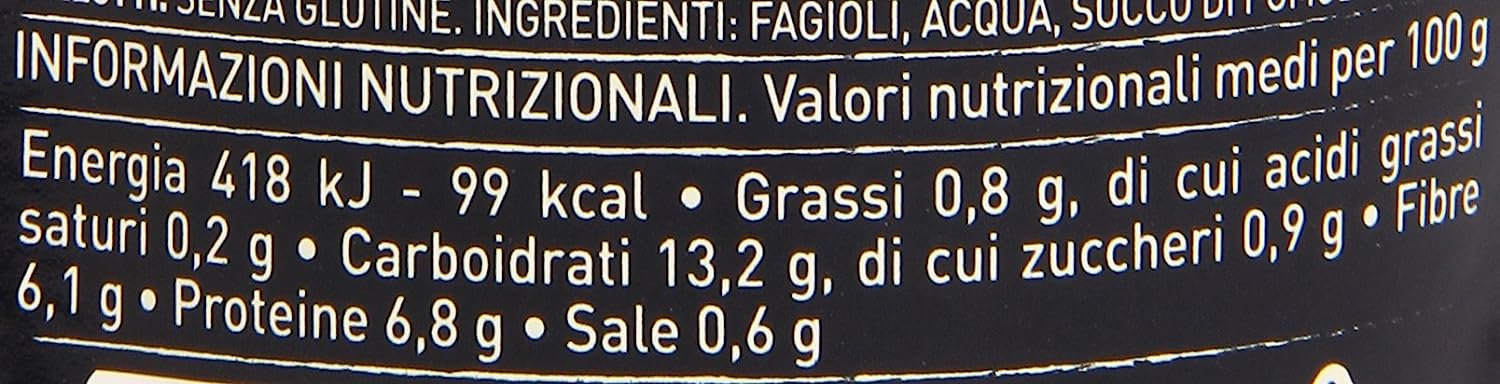 SENZA GLUTINE. INGREDIENTI: FAGIOLI, ACQUA, SUCCO DI
INFORMAZIONI NUTRIZIONALI. Valori nutrizionali medi per 100 g
Energia 418 kJ - 99 kcal • Grassi 0,8 g, di cui acidi grassi
saturi 0,2 g • Carboidrati 13,2 g, di cui zuccheri 0,9 g • Fibre
6,1 g • Proteine 6,8 g • Sale 0,6 g